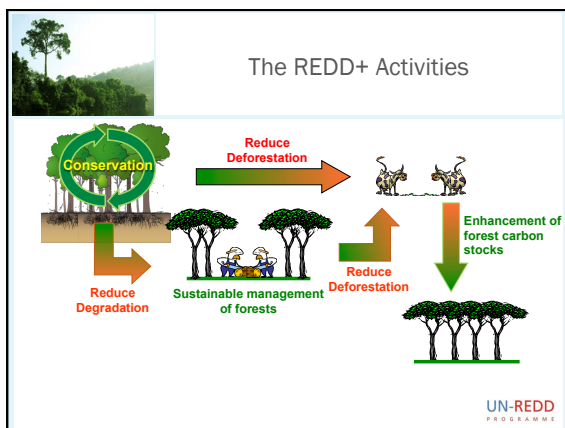 The REDD+ Activities
Conservation
Reduce
Deforestation
Enhancement of
forest carbon
stocks
Reduce
Degradation
Sustainable management
of forests
Reduce
Deforestation
UN-REDD
PROGRAMME